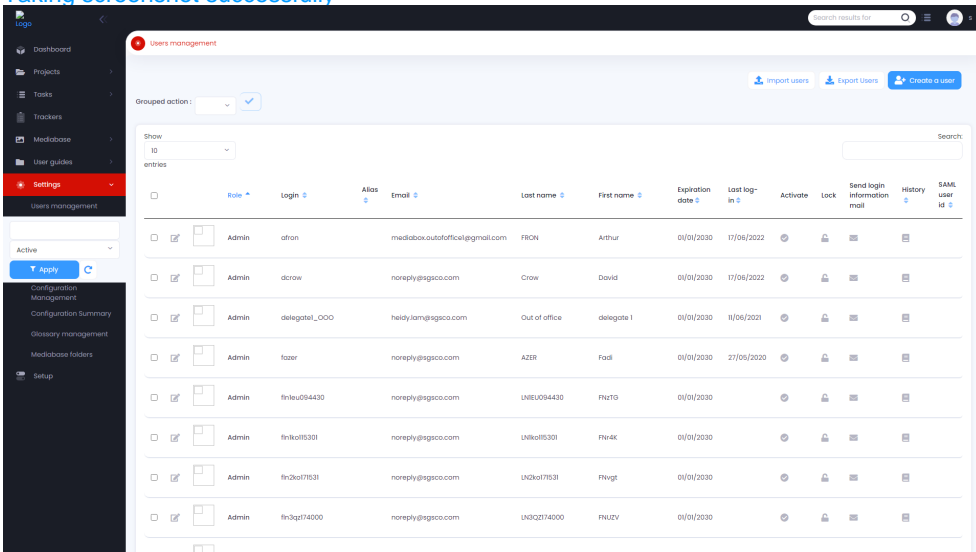 Taking screenshot successfully
Logo
Search results for
s
Dashboard
Projects
Tasks
Trackers
Mediabase
User guides
Settings
Users management
Active
Apply
Configuration
Management
Configuration Summary
Glossary management
Mediabase folders
Setup
Users management
Import users
Export Users
Create a user
Grouped action :
Show
10
entries
Search:
Role Login Alias Email Last name First name Expiration date Last log-in Activate Lock Send login information mail History SAML user id
Admin afron mediabox.outofoffice1@gmail.com FRON Arthur 01/01/2030 17/06/2022
Admin dcrow noreply@sgsco.com Crow David 01/01/2030 17/06/2022
Admin delegate1_OOO heidy.lam@sgsco.com Out of office delegate 1 01/01/2030 11/06/2021
Admin fazer noreply@sgsco.com AZER Fadi 01/01/2030 27/05/2020
Admin fln1eu094430 noreply@sgsco.com LN1EU094430 FNzTG 01/01/2030
Admin fln1ko115301 noreply@sgsco.com LN1ko115301 FNr4K 01/01/2030
Admin fln2ko171531 noreply@sgsco.com LN2ko171531 FNvgt 01/01/2030
Admin fln3qz174000 noreply@sgsco.com LN3QZ174000 FNUZV 01/01/2030